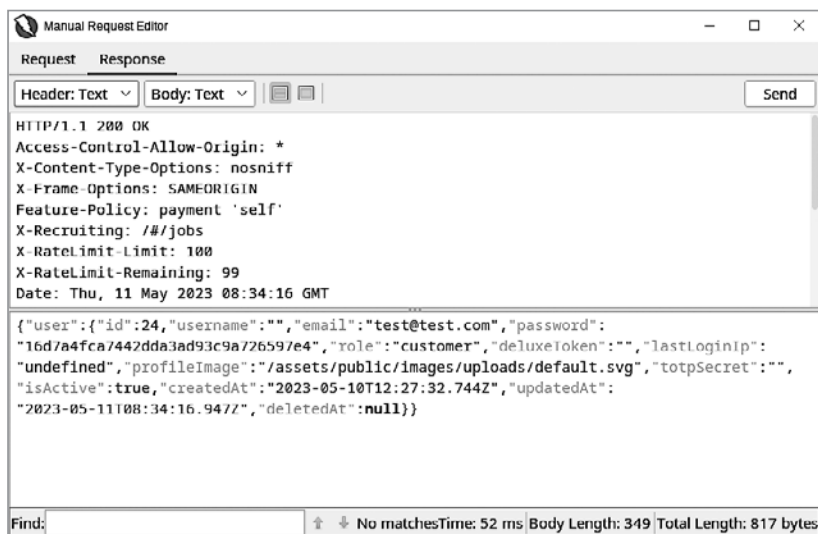 Manual Request Editor
Request Response
Header: Text Body: Text Send
HTTP/1.1 200 OK
Access-Control-Allow-Origin: *
X-Content-Type-Options: nosniff
X-Frame-Options: SAMEORIGIN
Feature-Policy: payment 'self'
X-Recruiting: /#/jobs
X-RateLimit-Limit: 100
X-RateLimit-Remaining: 99
Date: Thu, 11 May 2023 08:34:16 GMT
{"user":{"id":24,"username":"","email":"test@test.com","password":
"16d7a4fca7442dda3ad93c9a726597e4","role":"customer","deluxeToken":"","lastLoginIp":
"undefined","profileImage":"/assets/public/images/uploads/default.svg","totpSecret":"",
"isActive":true,"createdAt":"2023-05-10T12:27:32.744Z","updatedAt":
"2023-05-11T08:34:16.947Z","deletedAt":null}}
Find: No matches Time: 52 ms Body Length: 349 Total Length: 817 bytes